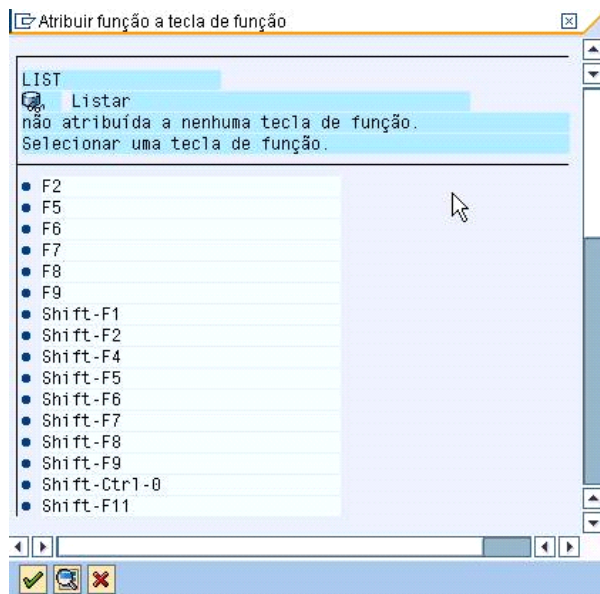 Atribuir função a tecla de função
LIST
Listar
não atribuída a nenhuma tecla de função.
Selecionar uma tecla de função.
F2
F5
F6
F7
F8
F9
Shift-F1
Shift-F2
Shift-F4
Shift-F5
Shift-F6
Shift-F7
Shift-F8
Shift-F9
Shift-Ctrl-0
Shift-F11